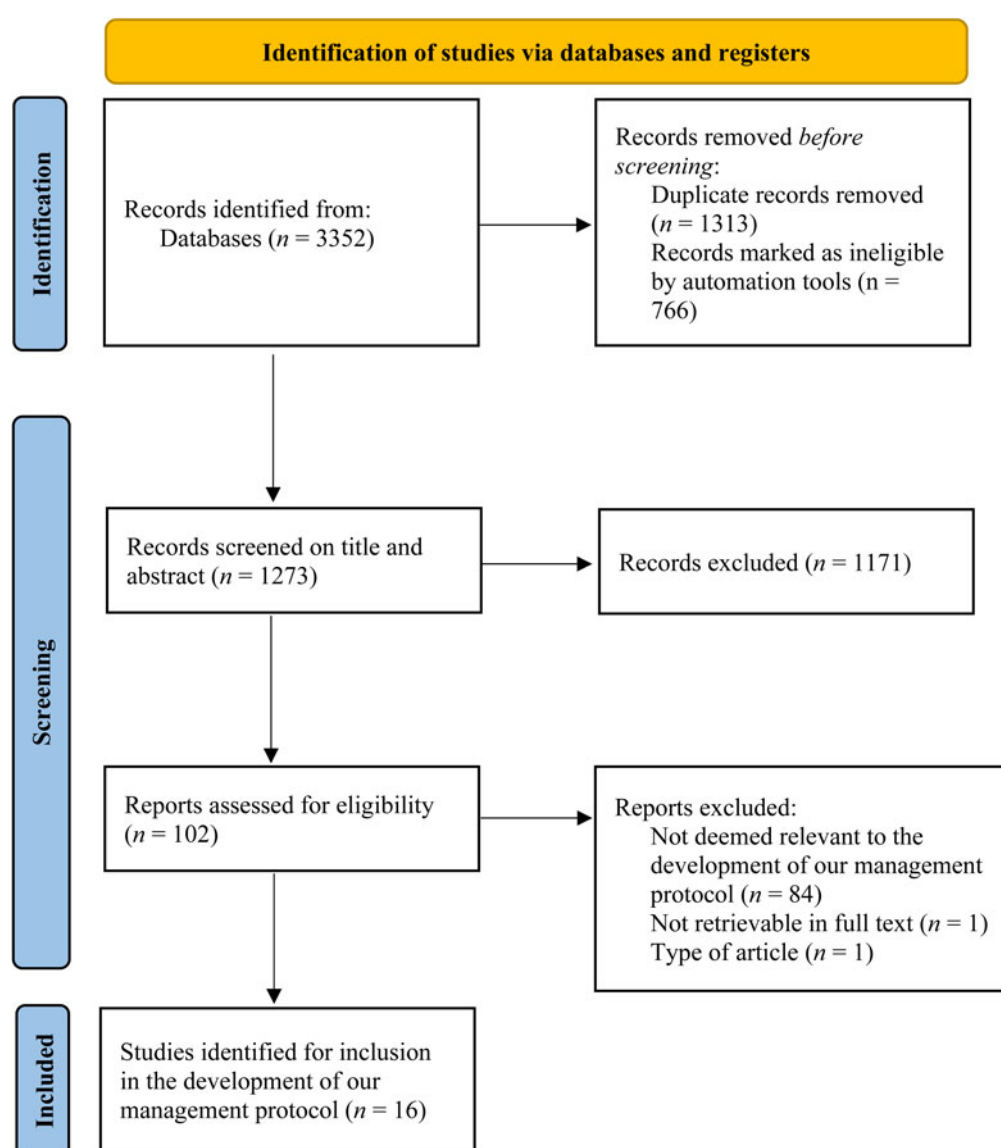 Identification of studies via databases and registers
Identification
Records identified from:
Databases (n = 3352)
Records removed before
screening:
Duplicate records removed
(n = 1313)
Records marked as ineligible
by automation tools (n =
766)
Screening
Records screened on title and
abstract (n = 1273)
Records excluded (n = 1171)
Reports assessed for eligibility
(n = 102)
Reports excluded:
Not deemed relevant to the
development of our management
protocol (n = 84)
Not retrievable in full text (n = 1)
Type of article (n = 1)
Included
Studies identified for inclusion
in the development of our
management protocol (n = 16)